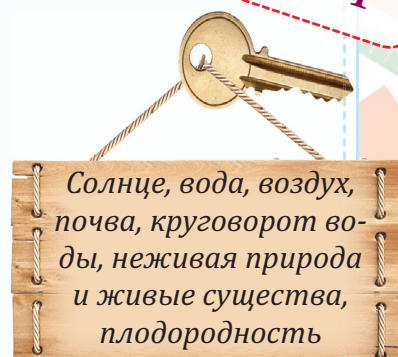 Солнце, вода, воздух,
почва, круговорот во-
ды, неживая природа
и живые существа,
плодородность